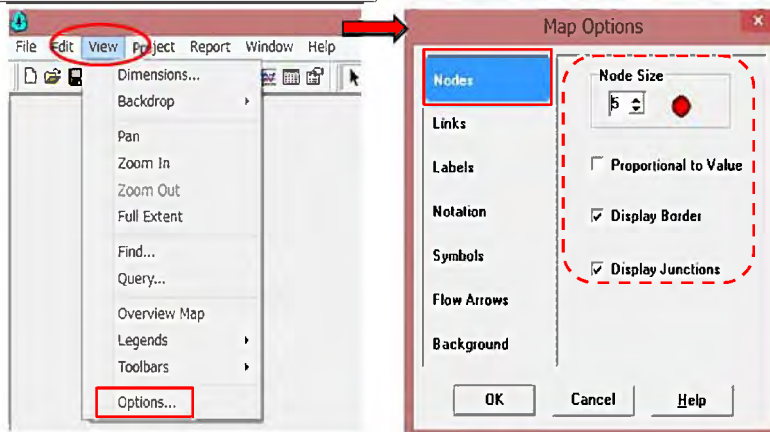 File Edit View Project Report Window Help
Dimensions...
Backdrop
Pan
Zoom In
Zoom Out
Full Extent
Find...
Query...
Overview Map
Legends
Toolbars
Options...
Map Options
Nodes
Links
Labels
Notation
Symbols
Flow Arrows
Background
Node Size
5
Proportional to Value
Display Border
Display Junctions
OK Cancel Help